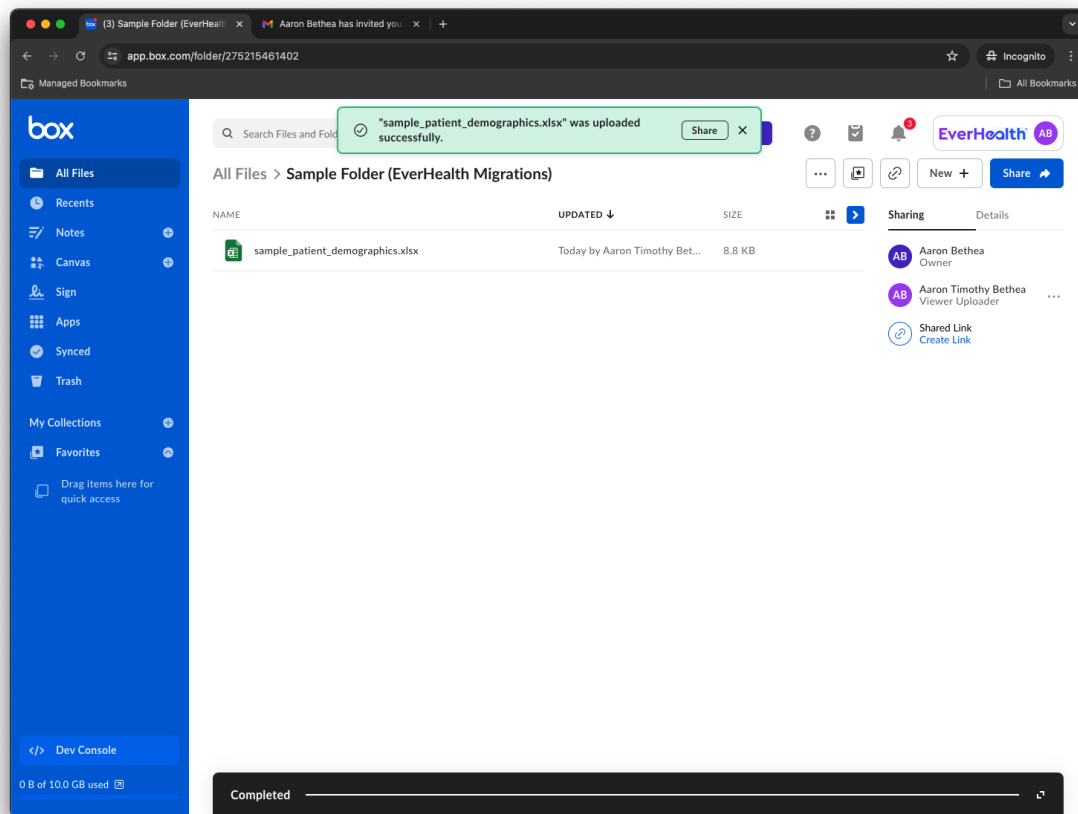 (3) Sample Folder (EverHealt
Aaron Bethea has invited you
app.box.com/folder/275215461402
Incognito
Managed Bookmarks
All Bookmarks
box
All Files
Recents
Notes
Canvas
Sign
Apps
Synced
Trash
My Collections
Favorites
Drag items here for
quick access
</> Dev Console
0 B of 10.0 GB used
Search Files and Fold
"sample_patient_demographics.xlsx" was uploaded
successfully.
Share
3
EverHealth AB
All Files > Sample Folder (EverHealth Migrations)
New +
Share
NAME UPDATED SIZE
sample_patient_demographics.xlsx Today by Aaron Timothy Bet... 8.8 KB
Sharing Details
AB Aaron Bethea
Owner
AB Aaron Timothy Bethea
Viewer Uploader
Shared Link
Create Link
Completed